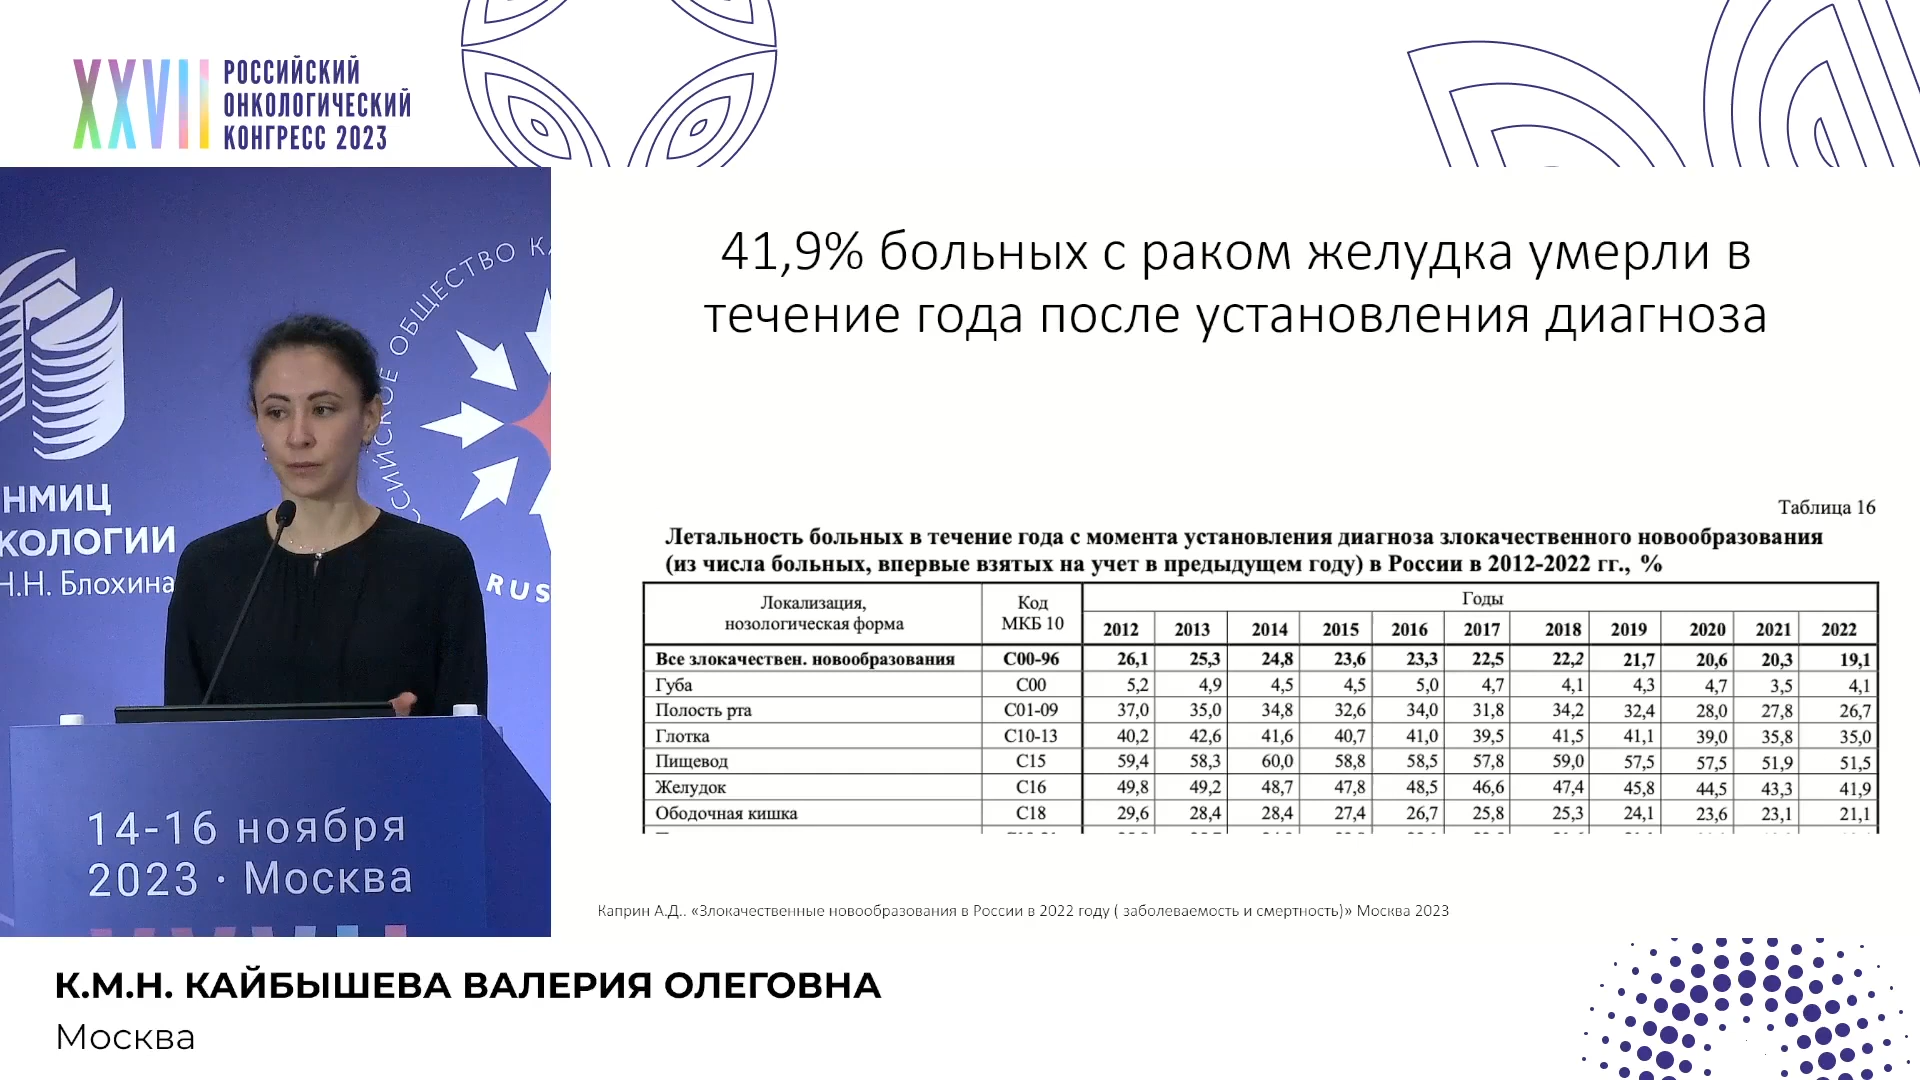 XXVII
РОССИЙСКИЙ
ОНКОЛОГИЧЕСКИЙ
КОНГРЕСС 2023
НМИЦ
КОЛОГИИ
Н.Н. Блохина
ССИЙСКОЕ ОБЩЕСТВО К
RUS
14-16 ноября
2023 · Москва
41,9% больных с раком желудка умерли в
течение года после установления диагноза
Таблица 16
Летальность больных в течение года с момента установления диагноза злокачественного новообразования
(из числа больных, впервые взятых на учет в предыдущем году) в России в 2012-2022 гг., %
Локализация, нозологическая форма Код МКБ 10 Годы
2012 2013 2014 2015 2016 2017 2018 2019 2020 2021 2022
Все злокачествен. новообразования С00-96 26,1 25,3 24,8 23,6 23,3 22,5 22,2 21,7 20,6 20,3 19,1
Губа С00 5,2 4,9 4,5 4,5 5,0 4,7 4,1 4,3 4,7 3,5 4,1
Полость рта С01-09 37,0 35,0 34,8 32,6 34,0 31,8 34,2 32,4 28,0 27,8 26,7
Глотка С10-13 40,2 42,6 41,6 40,7 41,0 39,5 41,5 41,1 39,0 35,8 35,0
Пищевод С15 59,4 58,3 60,0 58,8 58,5 57,8 59,0 57,5 57,5 51,9 51,5
Желудок С16 49,8 49,2 48,7 47,8 48,5 46,6 47,4 45,8 44,5 43,3 41,9
Ободочная кишка С18 29,6 28,4 28,4 27,4 26,7 25,8 25,3 24,1 23,6 23,1 21,1
Каприн А.Д.. «Злокачественные новообразования в России в 2022 году ( заболеваемость и смертность)» Москва 2023
К.М.Н. КАЙБЫШЕВА ВАЛЕРИЯ ОЛЕГОВНА
Москва